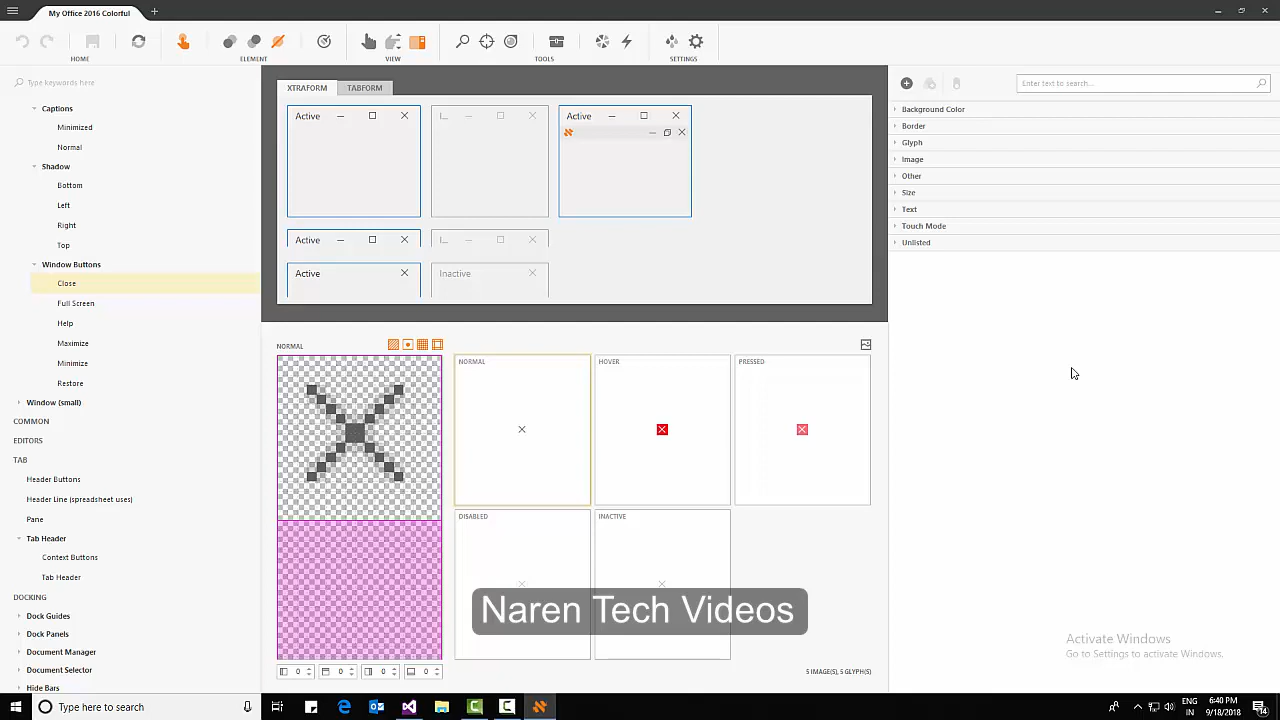 My Office 2016 Colorful
HOME
ELEMENT
VIEW
TOOLS
SETTINGS
Type keywords here
Captions
Minimized
Normal
Shadow
Bottom
Left
Right
Top
Window Buttons
Close
Full Screen
Help
Maximize
Minimize
Restore
Window (small)
COMMON
EDITORS
TAB
Header Buttons
Header Line (spreadsheet uses)
Pane
Tab Header
Context Buttons
Tab Header
DOCKING
Dock Guides
Dock Panels
Document Manager
Document Selector
Hide Bars
XTRAFORM TABFORM
Active
I...
Active
Active
I...
Active
Inactive
NORMAL
NORMAL
HOVER
PRESSED
DISABLED
INACTIVE
0 0 0 0
5 IMAGE(S), 5 GLYPH(S)
Naren Tech Videos
Enter text to search...
Background Color
Border
Glyph
Image
Other
Size
Text
Touch Mode
Unlisted
Activate Windows
Go to Settings to activate Windows.
Type here to search
ENG
IN
6:40 PM
9/18/2018